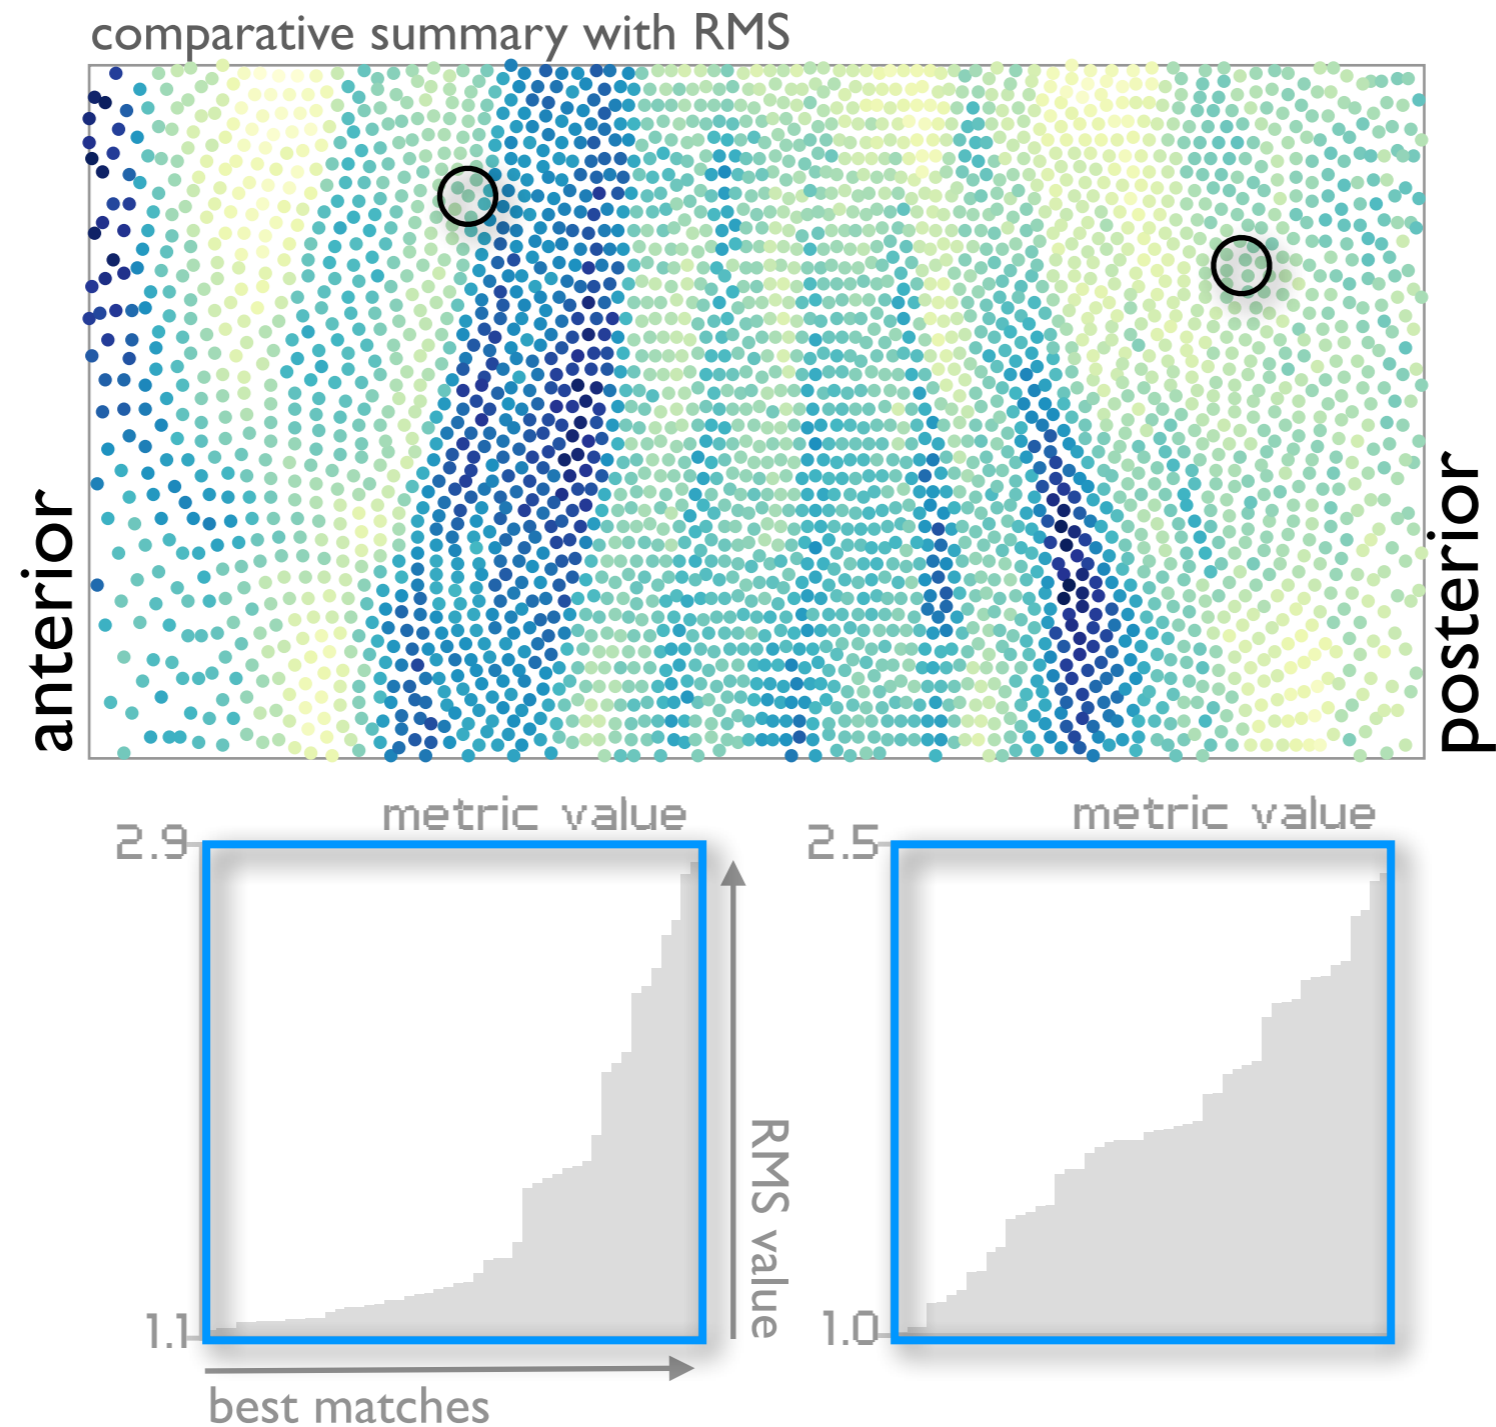 comparative summary with RMS
anterior
posterior
metric value
2.9
1.1
RMS value
best matches
metric value
2.5
1.0